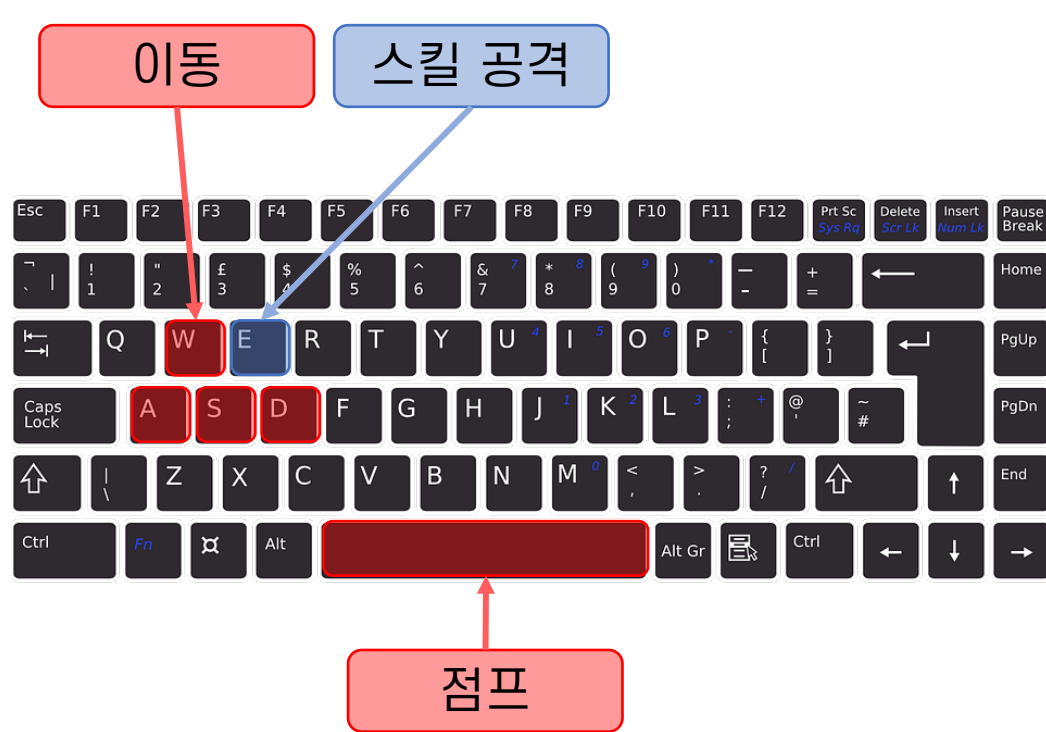 이동 스킬 공격
Esc F1 F2 F3 F4 F5 F6 F7 F8 F9 F10 F11 F12 Prt Sc Delete Insert Pause
Sys Rq Scr Lk Num Lk Break
¬ ! " £ $ % ^ & 7 * 8 ( 9 ) * — + Home
` | 1 2 3 4 5 6 7 8 9 0 - =
Q W E R T Y U 4 I 5 O 6 P - { } PgUp
[ ]
Caps A S D F G H J 1 K 2 L 3 : + @ ~ PgDn
Lock ; ' #
| Z X C V B N M 0 < > ? / End
\ , . /
Ctrl Fn Alt Alt Gr Ctrl
점프